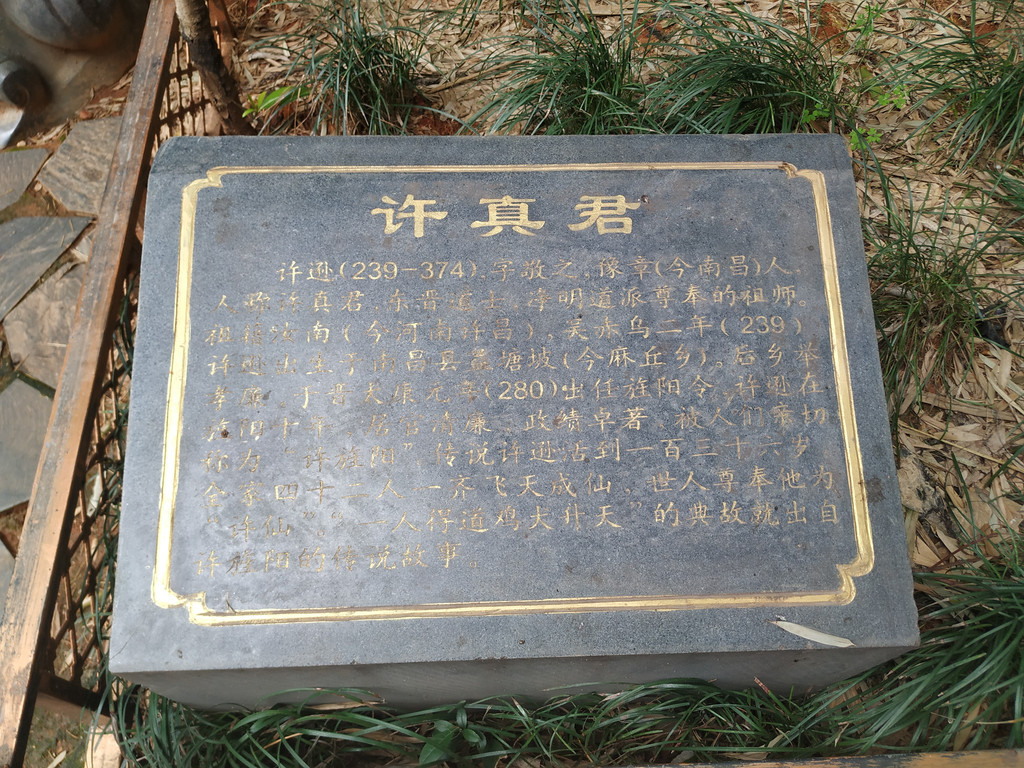 许真君
许逊(239-374),字敬之,豫章(今南昌)人,
人称许真君,东晋道士,净明道派尊奉的祖师。
祖籍汝南(今河南许昌),吴赤乌二年(239),
许逊出生于南昌县益塘坡(今麻丘乡)。后乡举
孝廉,于晋太康元年(280)出任旌阳令,许逊在
旌阳十年,居官清廉,政绩卓著,被人们亲切
称为“许旌阳”。传说许逊活到一百三十六岁,
合家四十二人一齐飞天成仙,世人尊奉他为
“许仙”。“一人得道鸡犬升天”的典故就出自
许旌阳的传说故事。